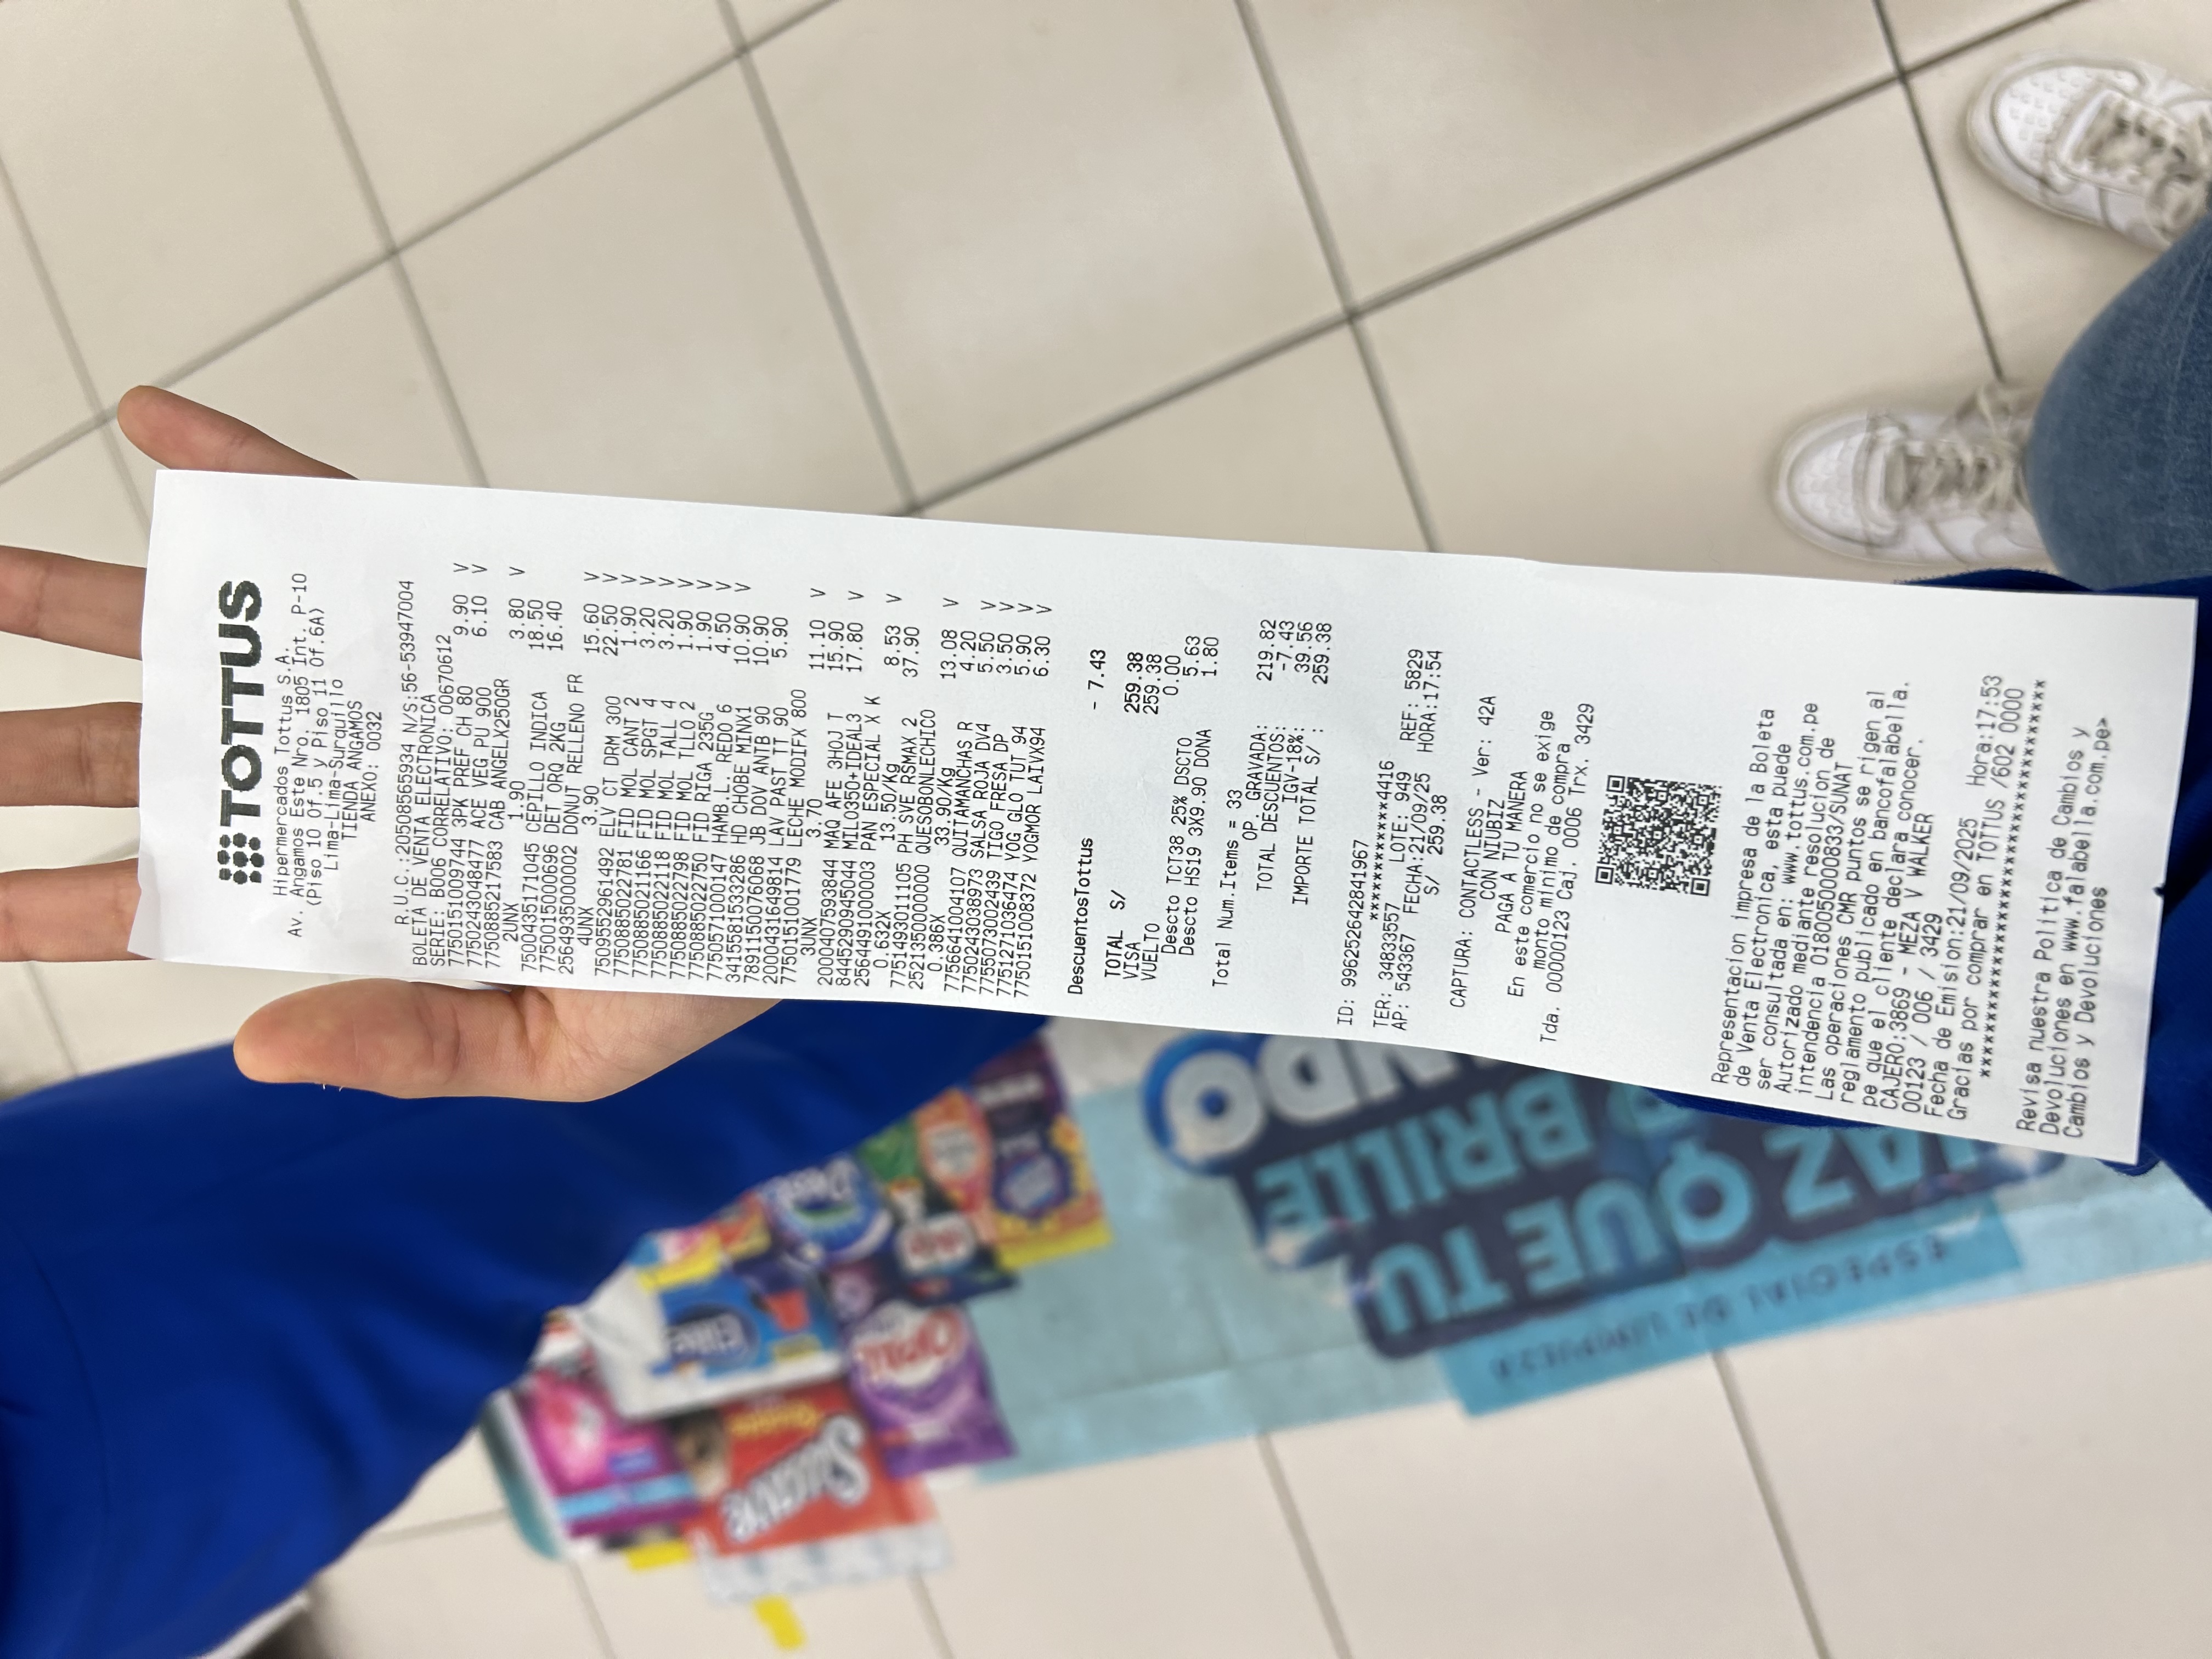 TOTTUS
Hipermercados Tottus S.A.
Av. Angamos Este Nro. 1805 Int. P-10
(Piso 10 Of.5 y Piso 11 Of.6A)
Lima-Lima-Surquillo
TIENDA ANGAMOS
ANEXO: 0032
R.U.C.:20508565934 N/S:56-53947004
BOLETA DE VENTA ELECTRONICA
SERIE: B006 CORRELATIVO: 00670612
7750151009744 3PK PREF CH 80 9.90 V
7750243048477 ACE VEG PU 900 6.10 V
7750885217583 CAB ANGELX250GR
2UNX 1.90 3.80 V
7500435171045 CEPILLO INDICA 18.50
7750015000696 DET ORQ 2KG 16.40
2564935000002 DONUT RELLENO FR
4UNX 3.90 15.60 V
7509552961492 ELV CT DRM 300 22.50 V
7750885022781 FID MOL CANT 2 1.90 V
7750885021166 FID MOL SPGT 4 3.20 V
7750885022118 FID MOL TALL 4 3.20 V
7750885022798 FID MOL TLLO 2 1.90 V
7750885022750 FID RIGA 235G 1.90 V
7750571000147 HAMB.L. REDO 6 4.50 V
3415581533286 HD CHOBE MINX1 10.90 V
7891150076068 JB DOV ANTB 90 10.90
2000431649814 LAV PAST TT 90 5.90
7750151001779 LECHE MODIFX 800
3UNX 3.70 11.10 V
2000407593844 MAQ AFE 3HOJ T 15.90
8445290945044 MILO350+IDEAL3 17.80 V
2564491000003 PAN ESPECIAL X K
0.632X 13.50/Kg 8.53 V
7751493011105 PH SVE RSMAX 2 37.90
2521350000000 QUESOBONLECHICO
0.386X 33.90/Kg 13.08 V
7756641004107 QUITAMANCHAS R 4.20
7750243038973 SALSA ROJA DV4 5.50 V
7755073002439 TIGO FRESA DP 3.50 V
7751271036474 YOG GLO TUT 94 5.90 V
7750151008372 YOGMOR LAIVX94 6.30 V
DescuentosTottus - 7.43
TOTAL S/ 259.38
VISA 259.38
VUELTO 0.00
Descto TCT38 25% DSCTO 5.63
Descto HS19 3X9.90 DONA 1.80
Total Num.Items = 33
OP. GRAVADA: 219.82
TOTAL DESCUENTOS: -7.43
IGV-18%: 39.56
IMPORTE TOTAL S/ : 259.38
ID: 996252642841967
************4416
TER: 34833557 LOTE: 949 REF: 5829
AP: 543367 FECHA:21/09/25 HORA:17:54
S/ 259.38
CAPTURA: CONTACTLESS - Ver: 42A
CON NIUBIZ
PAGA A TU MANERA
En este comercio no se exige
monto minimo de compra
Tda. 00000123 Caj. 0006 Trx. 3429
Representacion impresa de la Boleta
de Venta Electronica, esta puede
ser consultada en: www.tottus.com.pe
Autorizado mediante resolucion de
intendencia 0180050000833/SUNAT
Las operaciones CMR puntos se rigen al
reglamento publicado en bancofalabella.
pe que el cliente declara conocer.
CAJERO:3869 - MEZA V WALKER
00123 / 006 / 3429
Fecha de Emision:21/09/2025 Hora:17:53
Gracias por comprar en TOTTUS /602 0000
**********************************
Revisa nuestra Politica de Cambios y
Devoluciones en www.falabella.com.pe>
Cambios y Devoluciones
HAZ QUE TU
BRILLE